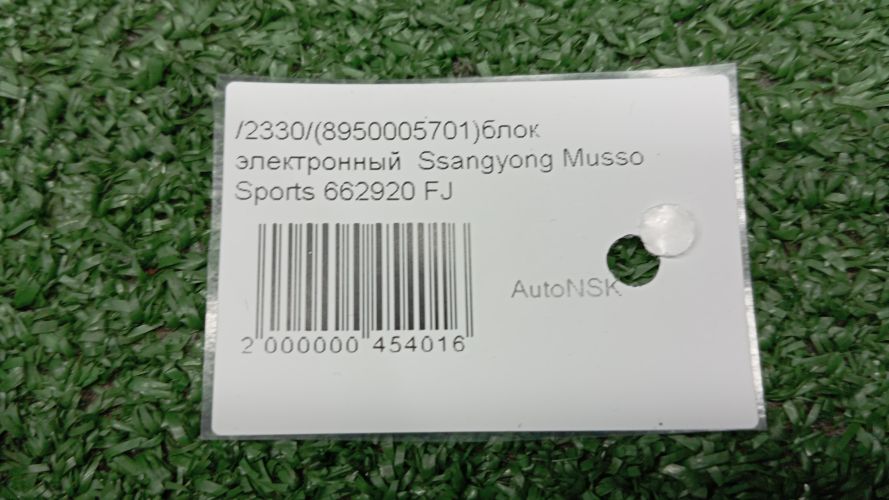 /2330/(8950005701)блок
электронный Ssangyong Musso
Sports 662920 FJ
AutoNSK
2 000000 454016